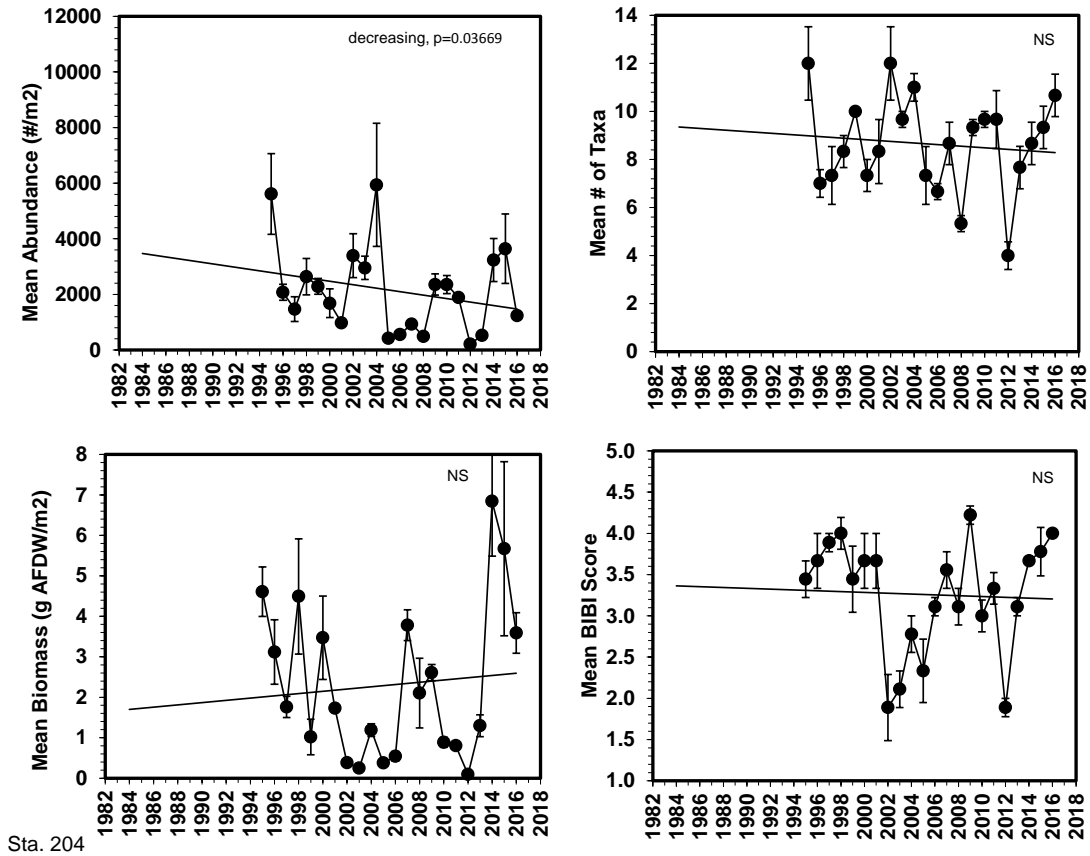 12000
10000
8000
6000
4000
2000
0
Mean Abundance (#/m2)
decreasing, p=0.03669
1982 1984 1986 1988 1990 1992 1994 1996 1998 2000 2002 2004 2006 2008 2010 2012 2014 2016 2018
14
12
10
8
6
4
2
0
Mean # of Taxa
NS
1982 1984 1986 1988 1990 1992 1994 1996 1998 2000 2002 2004 2006 2008 2010 2012 2014 2016 2018
8
7
6
5
4
3
2
1
0
Mean Biomass (g AFDW/m2)
NS
1982 1984 1986 1988 1990 1992 1994 1996 1998 2000 2002 2004 2006 2008 2010 2012 2014 2016 2018
5.0
4.5
4.0
3.5
3.0
2.5
2.0
1.5
1.0
Mean BIBI Score
NS
1982 1984 1986 1988 1990 1992 1994 1996 1998 2000 2002 2004 2006 2008 2010 2012 2014 2016 2018
Sta. 204